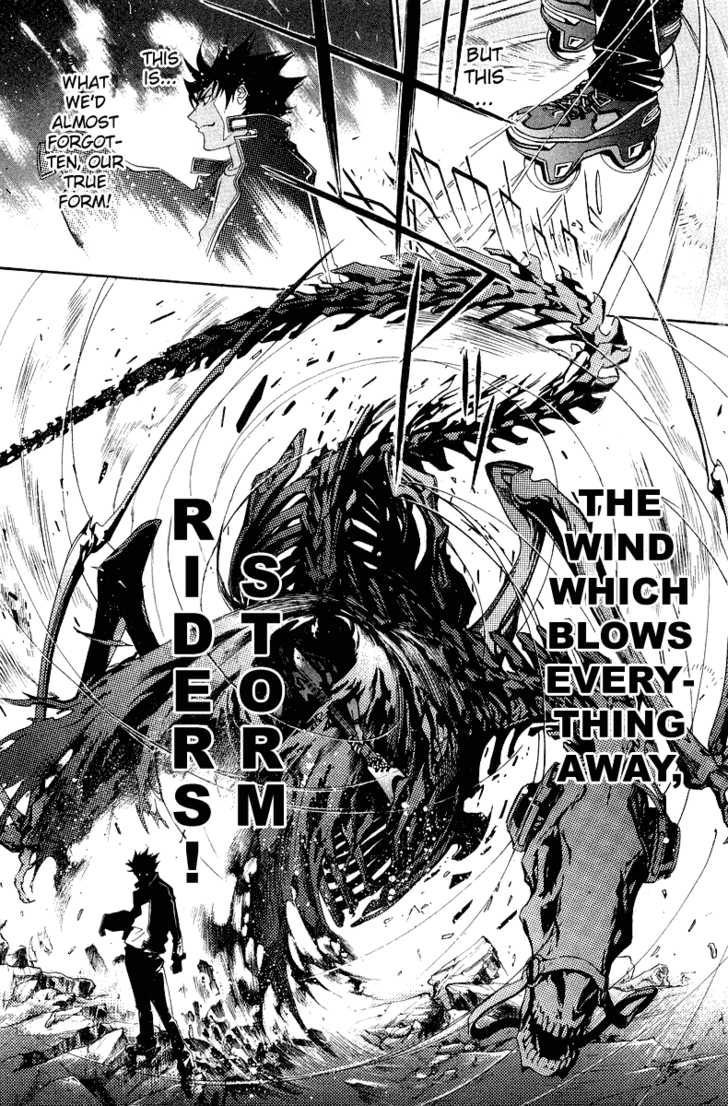 BUT
THIS
...
THIS
IS...
WHAT
WE'D
ALMOST
FORGOT-
TEN, OUR
TRUE
FORM!
THE
WIND
WHICH
BLOWS
EVERY-
THING
AWAY,
STORM
RIDERS!